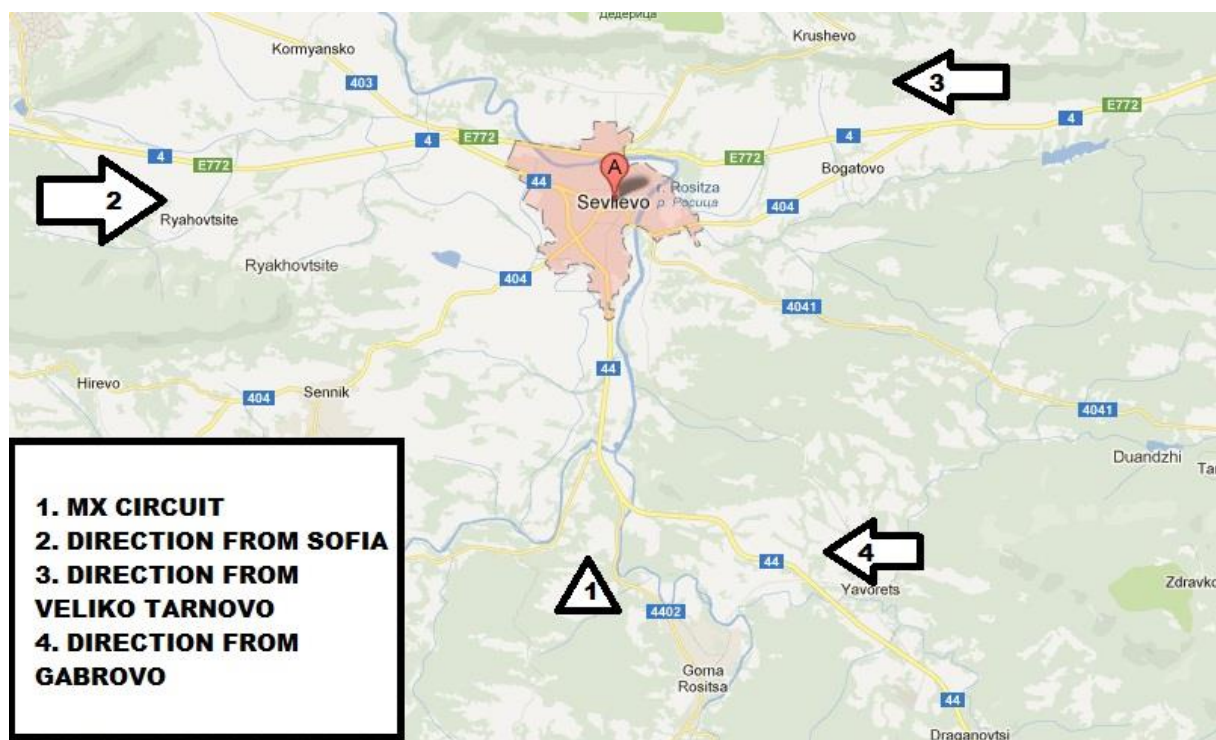 Дедерица
Krushevo
Kormyansko
403
3
E772
4
E772
4
4
E772
4
E772
A
Bogatovo
44
r. Rositza
р. Росица
Sevlievo
2
Ryahovtsite
404
Ryakhovtsite
404
4041
44
Hirevo
404
Sennik
4041
Duandzhi
1. MX CIRCUIT
2. DIRECTION FROM SOFIA
3. DIRECTION FROM
VELIKO TARNOVO
4. DIRECTION FROM
GABROVO
4
44
1
Yavorets
Zdravko
4402
Gorna
Rositsa
44
Draganovtsi